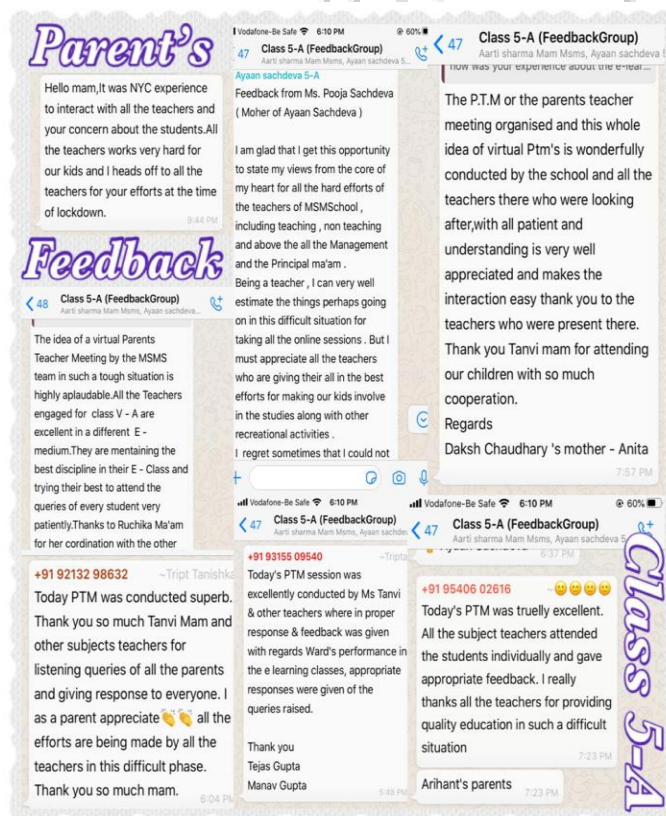 Parent's
Hello mam,It was NYC experience
to interact with all the teachers and
your concern about the students.All
the teachers works very hard for
our kids and I heads off to all the
teachers for your efforts at the time
of lockdown.
9:44 PM
Feedback
48 Class 5-A (FeedbackGroup)
Aarti sharma Mam Msms, Ayaan sachdeva...
The idea of a virtual Parents
Teacher Meeting by the MSMS
team in such a tough situation is
highly aplaudable.All the Teachers
engaged for class V - A are
excellent in a different E -
medium.They are mentaining the
best discipline in their E - Class and
trying their best to attend the
queries of every student very
patiently.Thanks to Ruchika Ma'am
for her cordination with the other
+91 92132 98632 ~Tript Tanishka
Today PTM was conducted superb.
Thank you so much Tanvi Mam and
other subjects teachers for
listening queries of all the parents
and giving response to everyone. I
as a parent appreciate👏👏 all the
efforts are being made by all the
teachers in this difficult phase.
Thank you so much mam.
6:04 PM
Vodafone-Be Safe 6:10 PM 60%
47 Class 5-A (FeedbackGroup)
Aarti sharma Mam Msms, Ayaan sachdeva 5...
Ayaan sachdeva 5-A
Feedback from Ms. Pooja Sachdeva
( Moher of Ayaan Sachdeva )
I am glad that I get this opportunity
to state my views from the core of
my heart for all the hard efforts of
the teachers of MSMSchool ,
including teaching , non teaching
and above the all the Management
and the Principal ma'am .
Being a teacher , I can very well
estimate the things perhaps going
on in this difficult situation for
taking all the online sessions . But I
must appreciate all the teachers
who are giving their all in the best
efforts for making our kids involve
in the studies along with other
recreational activities .
I regret sometimes that I could not
Vodafone-Be Safe 6:10 PM
47 Class 5-A (FeedbackGroup)
Aarti sharma Mam Msms, Ayaan sachdev
+91 93155 09540 ~Tripta
Today's PTM session was
excellently conducted by Ms Tanvi
& other teachers where in proper
response & feedback was given
with regards Ward's performance in
the e learning classes, appropriate
responses were given of the
queries raised.
Thank you
Tejas Gupta
Manav Gupta
5:48 PM
47 Class 5-A (FeedbackGroup)
Aarti sharma Mam Msms, Ayaan sachdeva 5
how was your experience about the e-lear...
The P.T.M or the parents teacher
meeting organised and this whole
idea of virtual Ptm's is wonderfully
conducted by the school and all the
teachers there who were looking
after,with all patient and
understanding is very well
appreciated and makes the
interaction easy thank you to the
teachers who were present there.
Thank you Tanvi mam for attending
our children with so much
cooperation.
Regards
Daksh Chaudhary 's mother - Anita
7:57 PM
Vodafone-Be Safe 6:10 PM 60%
47 Class 5-A (FeedbackGroup)
Aarti sharma Mam Msms, Ayaan sachdeva 5
6:37 PM
+91 95406 02616 ~🙂🙂🙂🙂
Today's PTM was truelly excellent.
All the subject teachers attended
the students individually and gave
appropriate feedback. I really
thanks all the teachers for providing
quality education in such a difficult
situation
7:23 PM
Arihant's parents 7:23 PM
Class 5-A